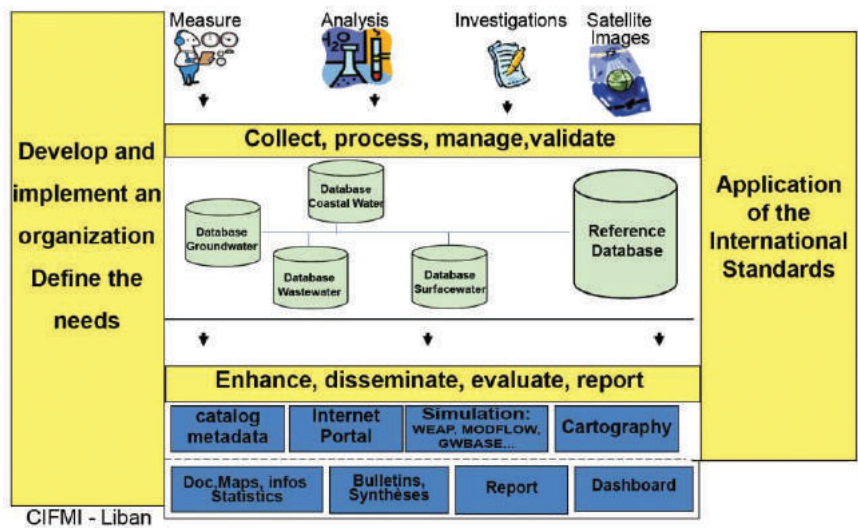 Measure
Analysis
Investigations
Satellite
Images
H2O
Develop and
implement an
organization
Define the
needs
Collect, process, manage,validate
Database
Coastal Water
Database
Groundwater
Database
Wastewater
Database
Surfacewater
Reference
Database
Application
of the
International
Standards
Enhance, disseminate, evaluate, report
catalog
metadata
Internet
Portal
Simulation:
WEAP, MODFLOW,
GWBASE...
Cartography
Doc,Maps, infos
Statistics
Bulletins,
Synthèses
Report
Dashboard
CIFMI - Liban